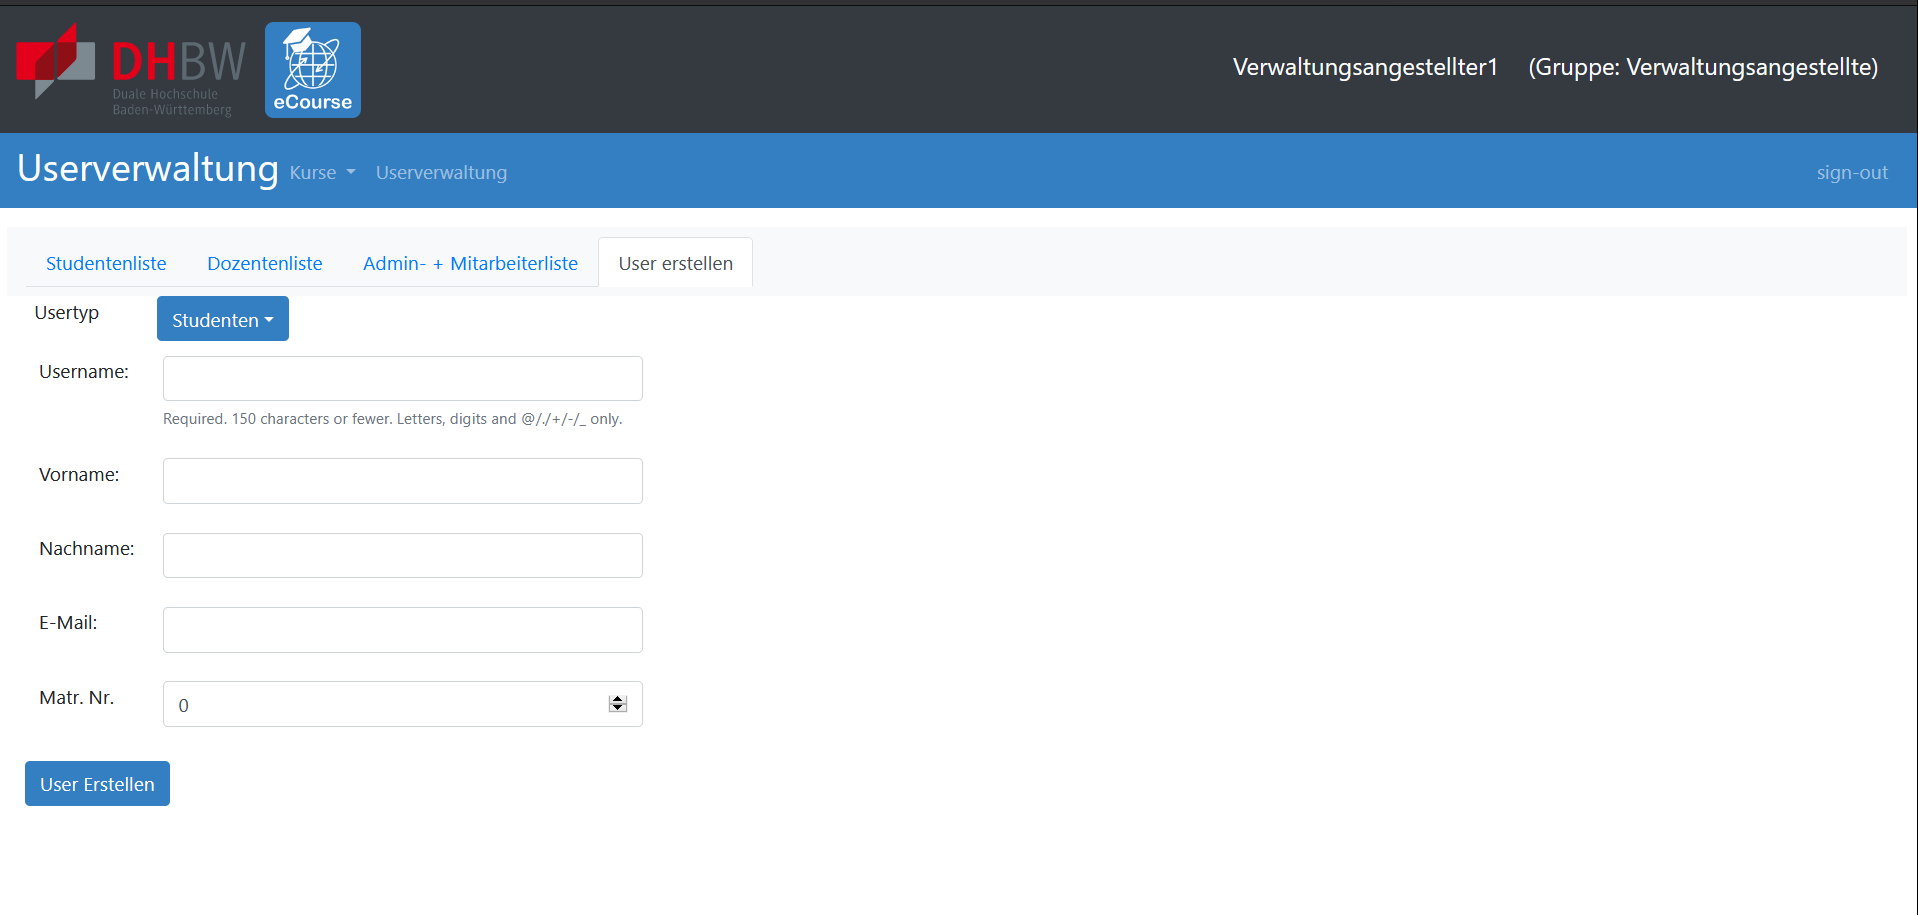 DHBW
Duale Hochschule
Baden-Württemberg
eCourse
Verwaltungsangestellter1 (Gruppe: Verwaltungsangestellte)
Userverwaltung Kurse Userverwaltung sign-out
Studentenliste Dozentenliste Admin- + Mitarbeiterliste User erstellen
Usertyp Studenten
Username:
Required. 150 characters or fewer. Letters, digits and @/./+/-/_ only.
Vorname:
Nachname:
E-Mail:
Matr. Nr. 0
User Erstellen